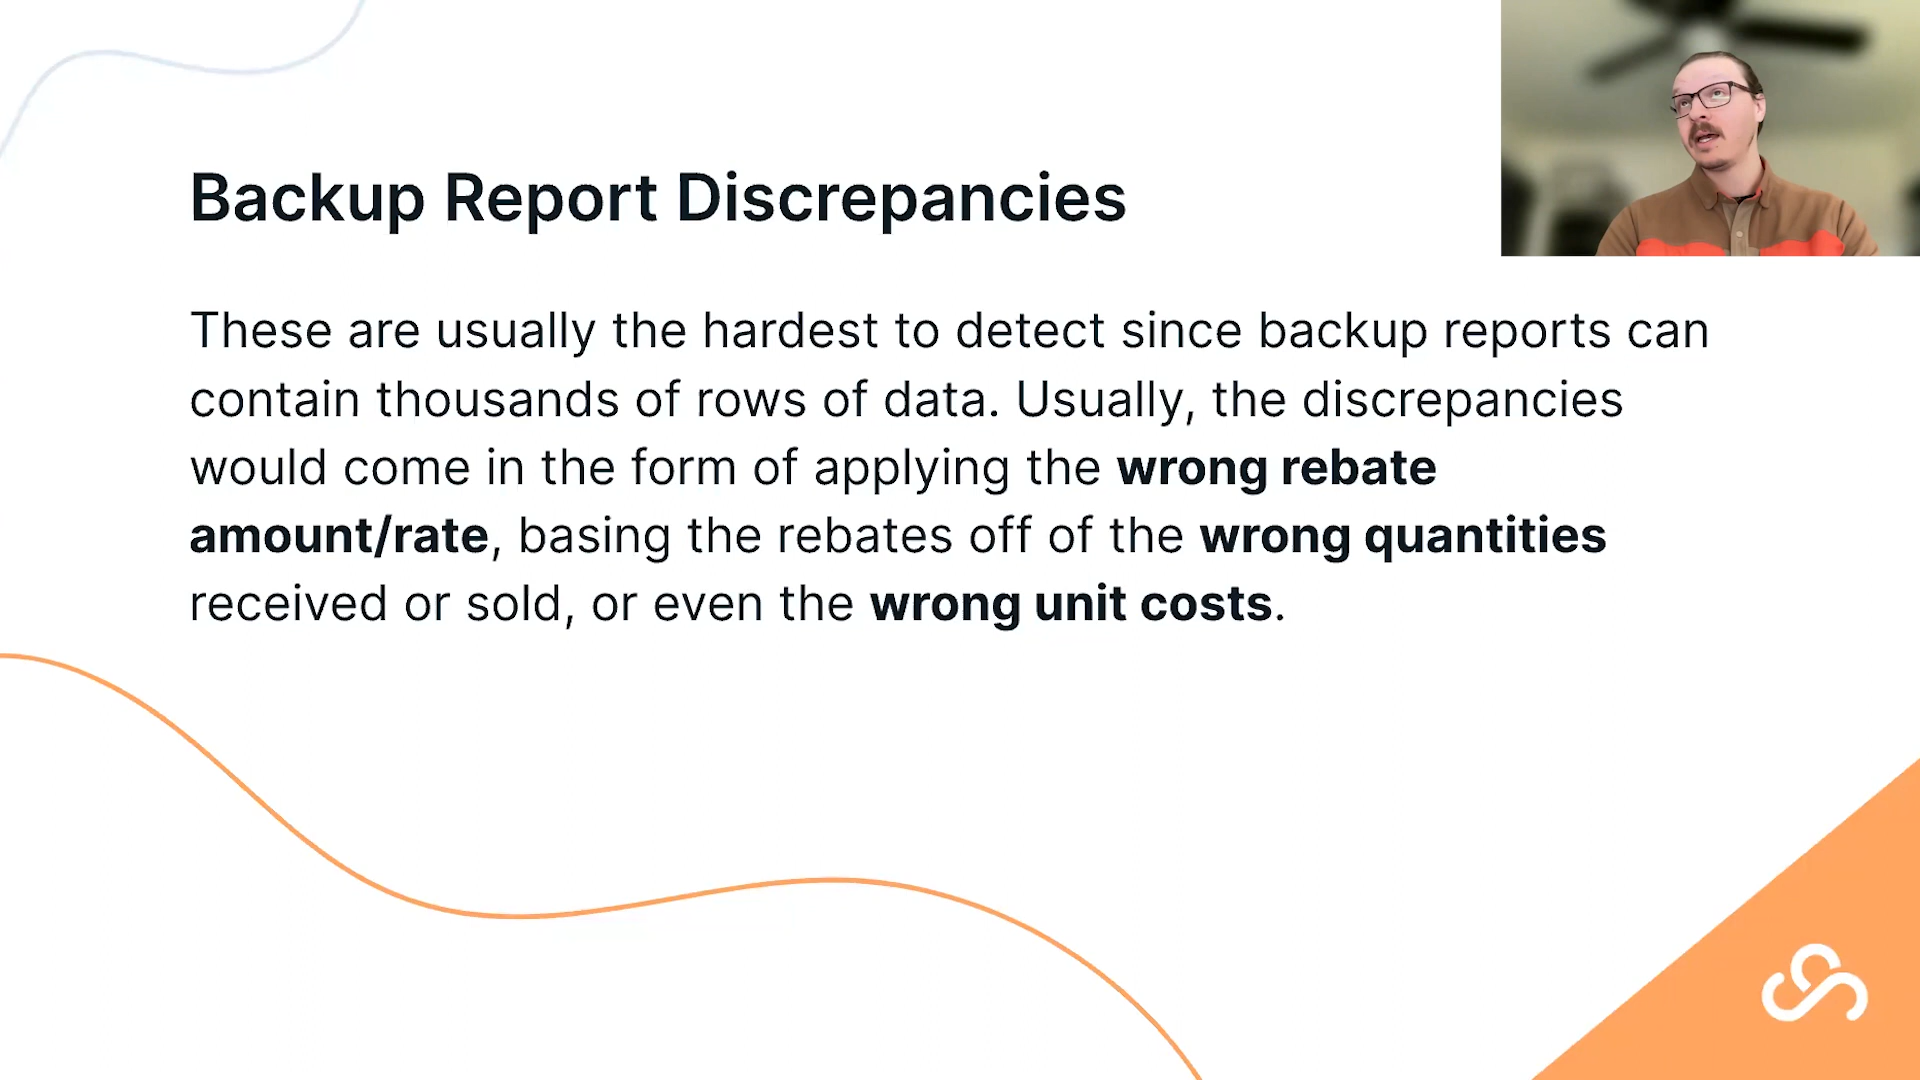 Backup Report Discrepancies
These are usually the hardest to detect since backup reports can
contain thousands of rows of data. Usually, the discrepancies
would come in the form of applying the wrong rebate
amount/rate, basing the rebates off of the wrong quantities
received or sold, or even the wrong unit costs.